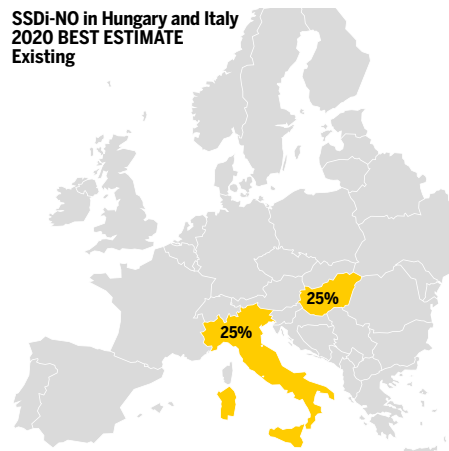 SSDi-NO in Hungary and Italy
2020 BEST ESTIMATE
Existing
25%
25%